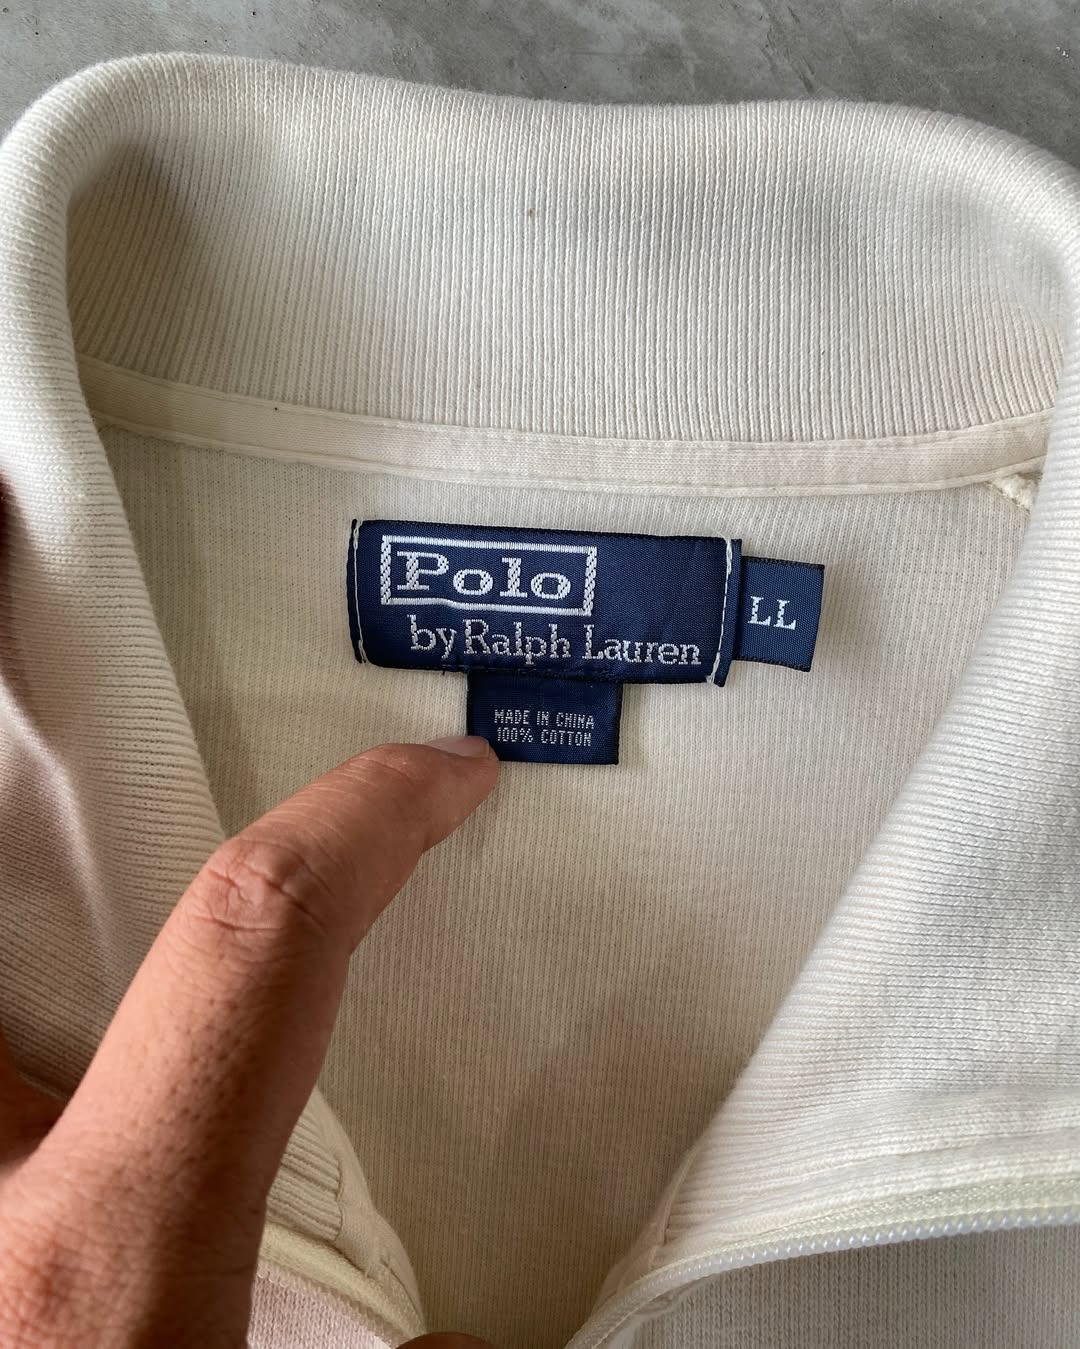 Polo
by Ralph Lauren
LL
MADE IN CHINA
100% COTTON